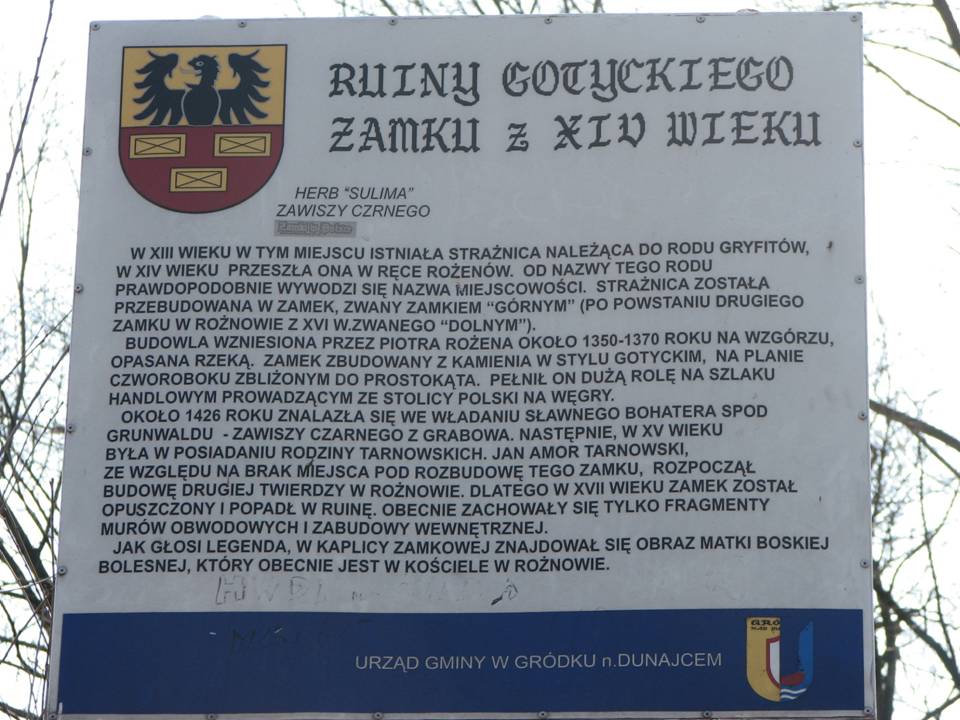 RUINY GOTYCKIEGO
ZAMKU z XIV WIEKU
HERB "SULIMA"
ZAWISZY CZRNEGO
W XIII WIEKU W TYM MIEJSCU ISTNIAŁA STRAŻNICA NALEŻĄCA DO RODU GRYFITÓW,
W XIV WIEKU PRZESZŁA ONA W RĘCE ROŻENÓW. OD NAZWY TEGO RODU
PRAWDOPODOBNIE WYWODZI SIĘ NAZWA MIEJSCOWOŚCI. STRAŻNICA ZOSTAŁA
PRZEBUDOWANA W ZAMEK, ZWANY ZAMKIEM "GÓRNYM" (PO POWSTANIU DRUGIEGO
ZAMKU W ROŻNOWIE Z XVI W.ZWANEGO "DOLNYM").
BUDOWLA WZNIESIONA PRZEZ PIOTRA ROŻENA OKOŁO 1350-1370 ROKU NA WZGÓRZU,
OPASANA RZEKĄ. ZAMEK ZBUDOWANY Z KAMIENIA W STYLU GOTYCKIM, NA PLANIE
CZWOROBOKU ZBLIŻONYM DO PROSTOKĄTA. PEŁNIŁ ON DUŻĄ ROLĘ NA SZLAKU
HANDLOWYM PROWADZĄCYM ZE STOLICY POLSKI NA WĘGRY.
OKOŁO 1426 ROKU ZNALAZŁA SIĘ WE WŁADANIU SŁAWNEGO BOHATERA SPOD
GRUNWALDU - ZAWISZY CZARNEGO Z GRABOWA. NASTĘPNIE, W XV WIEKU
BYŁA W POSIADANIU RODZINY TARNOWSKICH. JAN AMOR TARNOWSKI,
ZE WZGLĘDU NA BRAK MIEJSCA POD ROZBUDOWĘ TEGO ZAMKU, ROZPOCZĄŁ
BUDOWĘ DRUGIEJ TWIERDZY W ROŻNOWIE. DLATEGO W XVII WIEKU ZAMEK ZOSTAŁ
OPUSZCZONY I POPADŁ W RUINĘ. OBECNIE ZACHOWAŁY SIĘ TYLKO FRAGMENTY
MURÓW OBWODOWYCH I ZABUDOWY WEWNĘTRZNEJ.
JAK GŁOSI LEGENDA, W KAPLICY ZAMKOWEJ ZNAJDOWAŁ SIĘ OBRAZ MATKI BOSKIEJ
BOLESNEJ, KTÓRY OBECNIE JEST W KOŚCIELE W ROŻNOWIE.
URZĄD GMINY W GRÓDKU n.DUNAJCEM